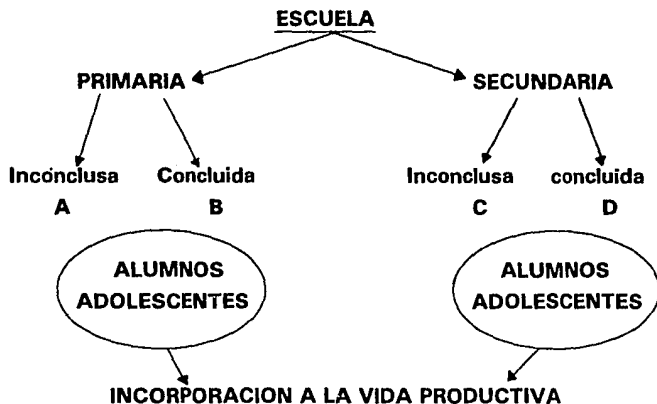 ESCUELA
PRIMARIA SECUNDARIA
Inconclusa Concluida Inconclusa concluida
A B C D
ALUMNOS ALUMNOS
ADOLESCENTES ADOLESCENTES
INCORPORACION A LA VIDA PRODUCTIVA